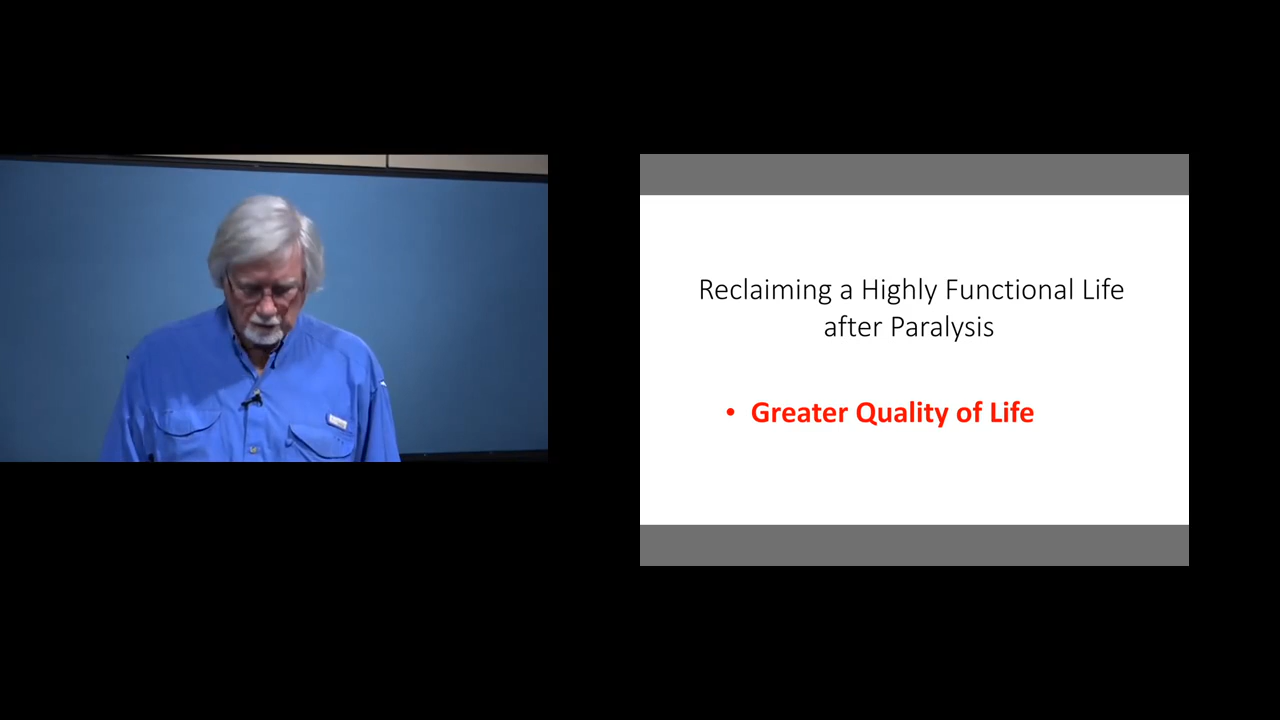 Reclaiming a Highly Functional Life
after Paralysis
• Greater Quality of Life